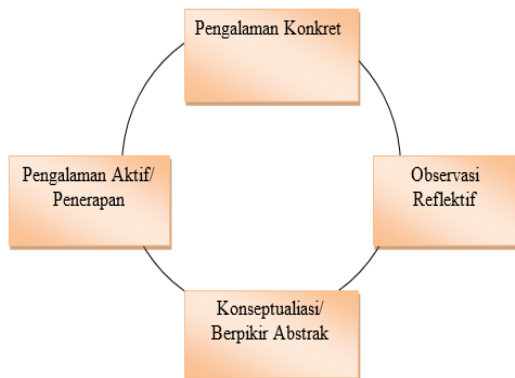 Pengalaman Konkret
Pengalaman Aktif/
Penerapan
Observasi
Reflektif
Konseptualiasi/
Berpikir Abstrak